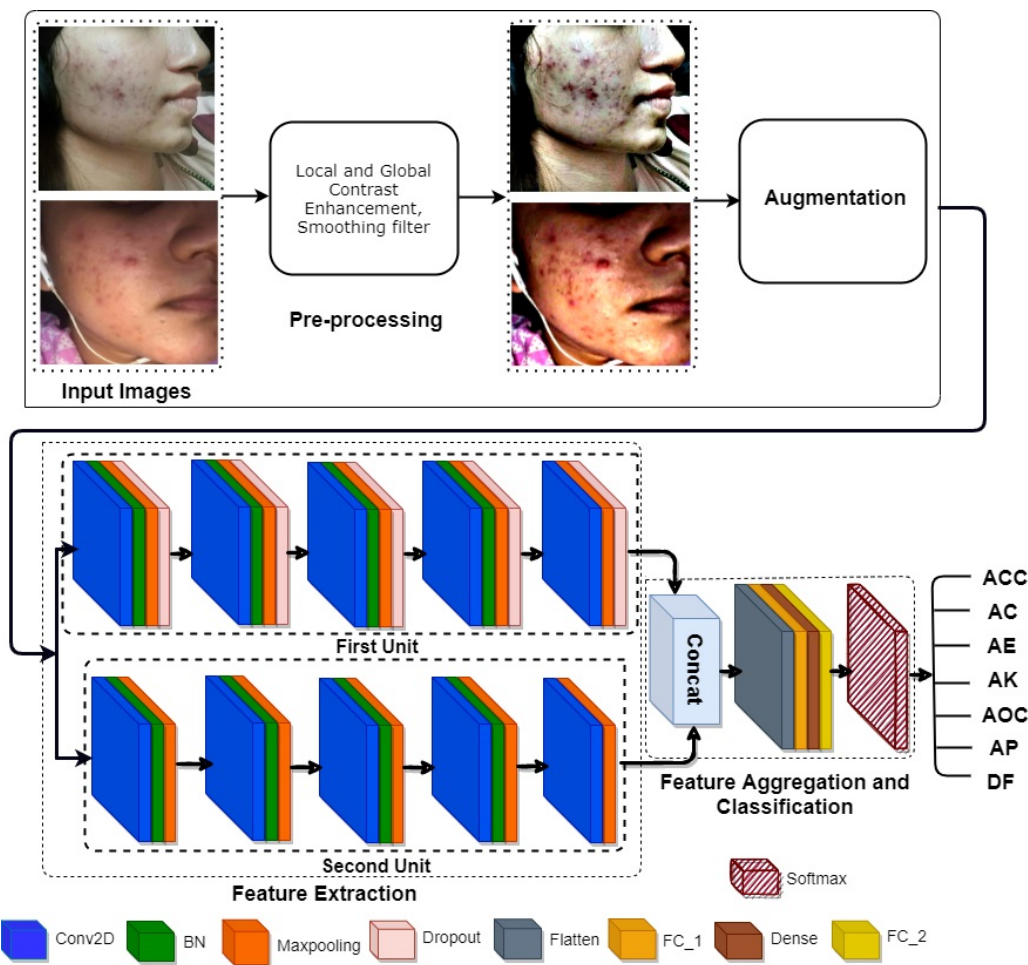 Local and Global
Contrast
Enhancement,
Smoothing filter
Augmentation
Pre-processing
Input Images
First Unit
Concat
ACC
AC
AE
AK
AOC
AP
DF
Feature Aggregation and
Classification
Second Unit
Feature Extraction
Softmax
Conv2D
BN
Maxpooling
Dropout
Flatten
FC_1
Dense
FC_2